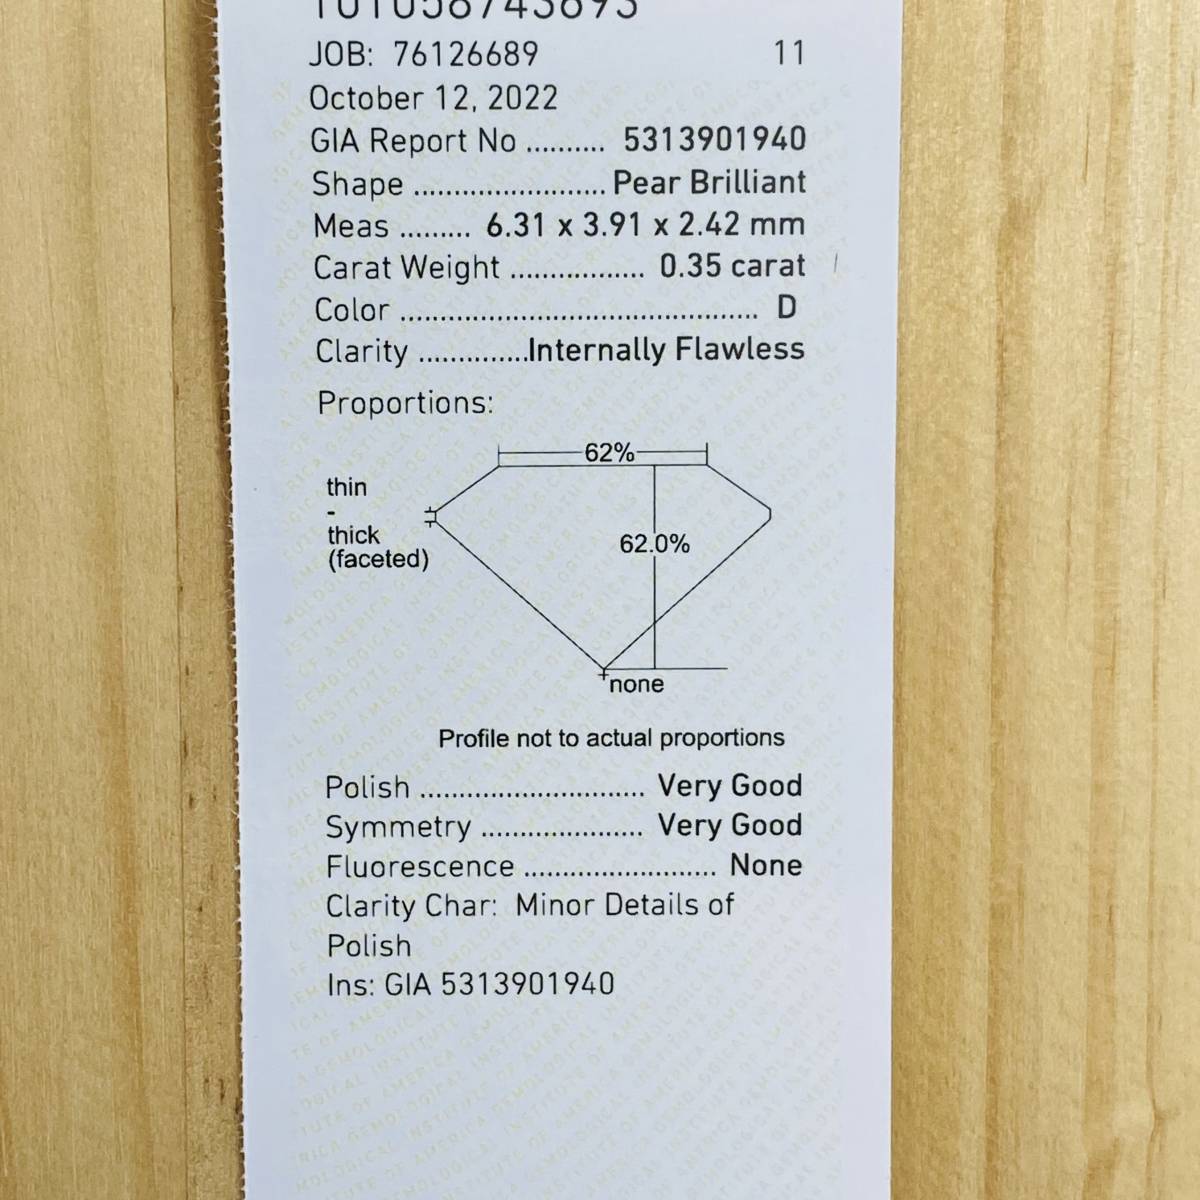 101058743893
JOB: 76126689 11
October 12, 2022
GIA Report No .......... 5313901940
Shape ........................ Pear Brilliant
Meas ......... 6.31 x 3.91 x 2.42 mm
Carat Weight ................. 0.35 carat
Color ............................................. D
Clarity ..............Internally Flawless
Proportions:
62%
thin
-
thick
(faceted)
62.0%
none
Profile not to actual proportions
Polish ............................ Very Good
Symmetry .................... Very Good
Fluorescence ........................ None
Clarity Char: Minor Details of
Polish
Ins: GIA 5313901940